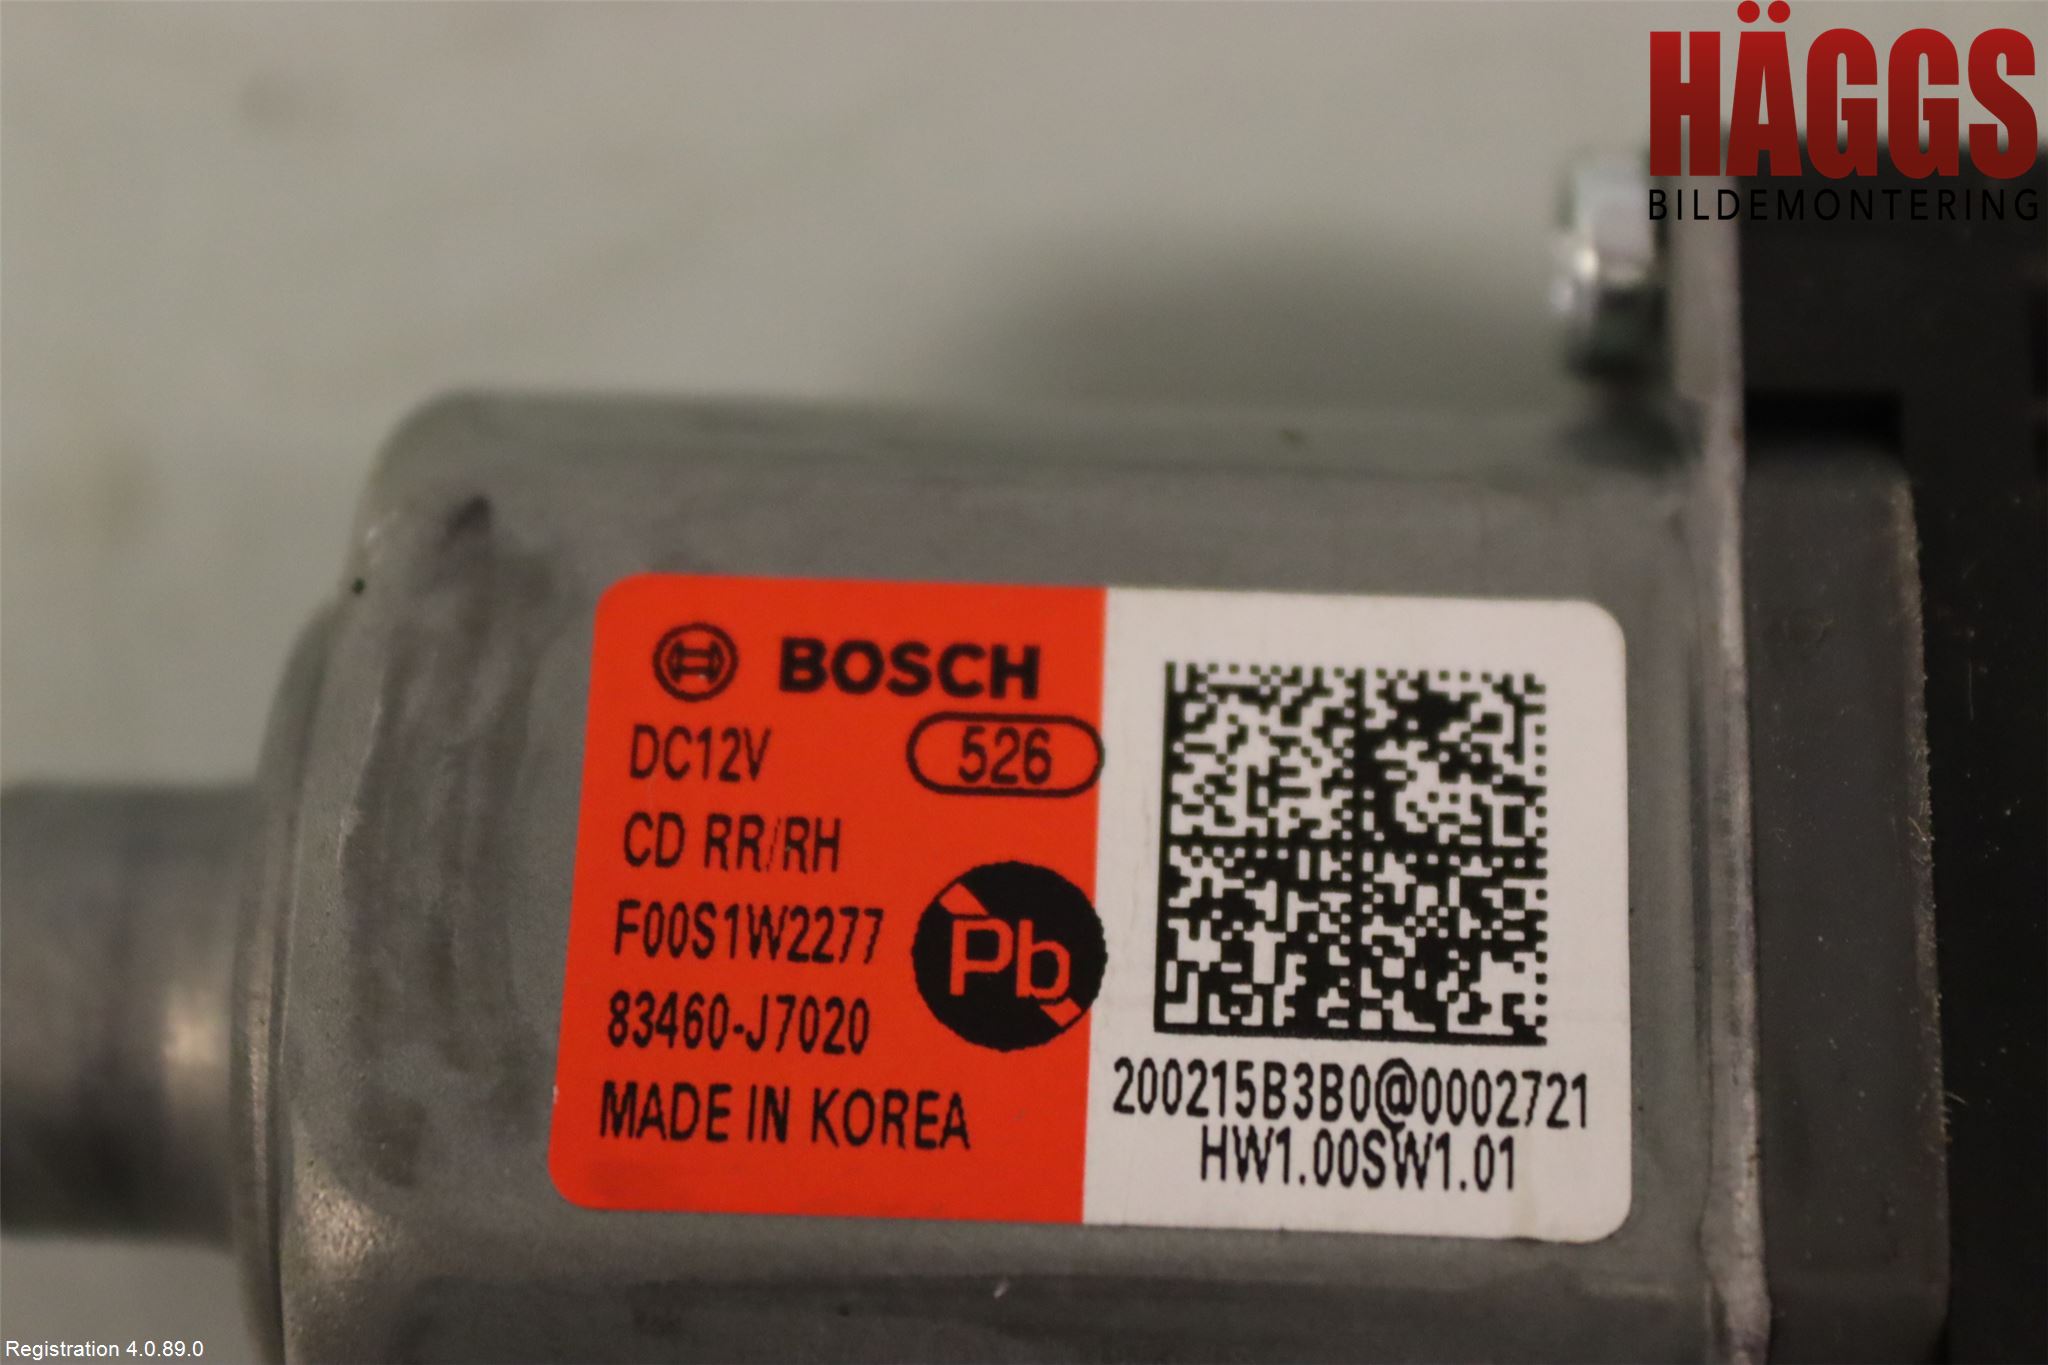 HÄGGS
BILDEMONTERING
BOSCH
DC12V
526
CD RR/RH
F00S1W2277
83460-J7020
Pb
MADE IN KOREA
200215B3B0@0002721
HW1.00SW1.01
Registration 4.0.89.0